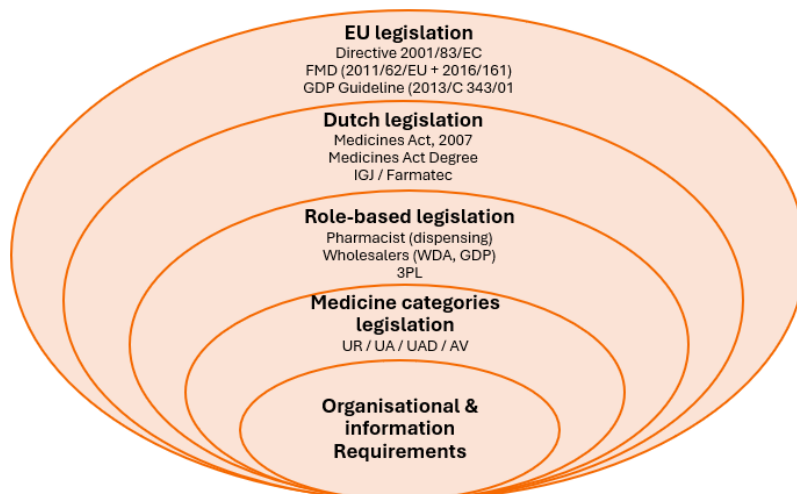 EU legislation
Directive 2001/83/EC
FMD (2011/62/EU + 2016/161)
GDP Guideline (2013/C 343/01
Dutch legislation
Medicines Act, 2007
Medicines Act Degree
IGJ / Farmatec
Role-based legislation
Pharmacist (dispensing)
Wholesalers (WDA, GDP)
3PL
Medicine categories
legislation
UR / UA / UAD / AV
Organisational &
information
Requirements